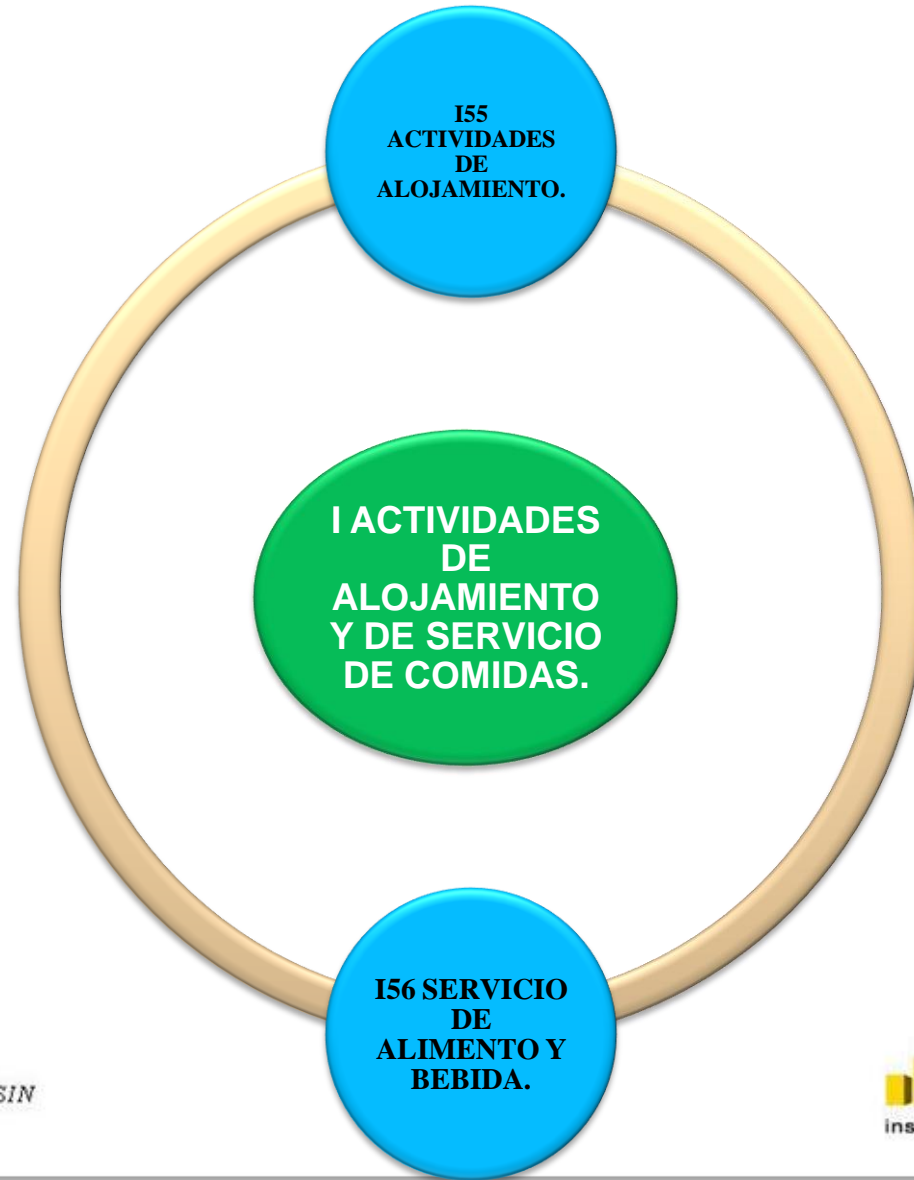 I55
ACTIVIDADES
DE
ALOJAMIENTO.
I ACTIVIDADES
DE
ALOJAMIENTO
Y DE SERVICIO
DE COMIDAS.
I56 SERVICIO
DE
ALIMENTO Y
BEBIDA.
SIN
ins